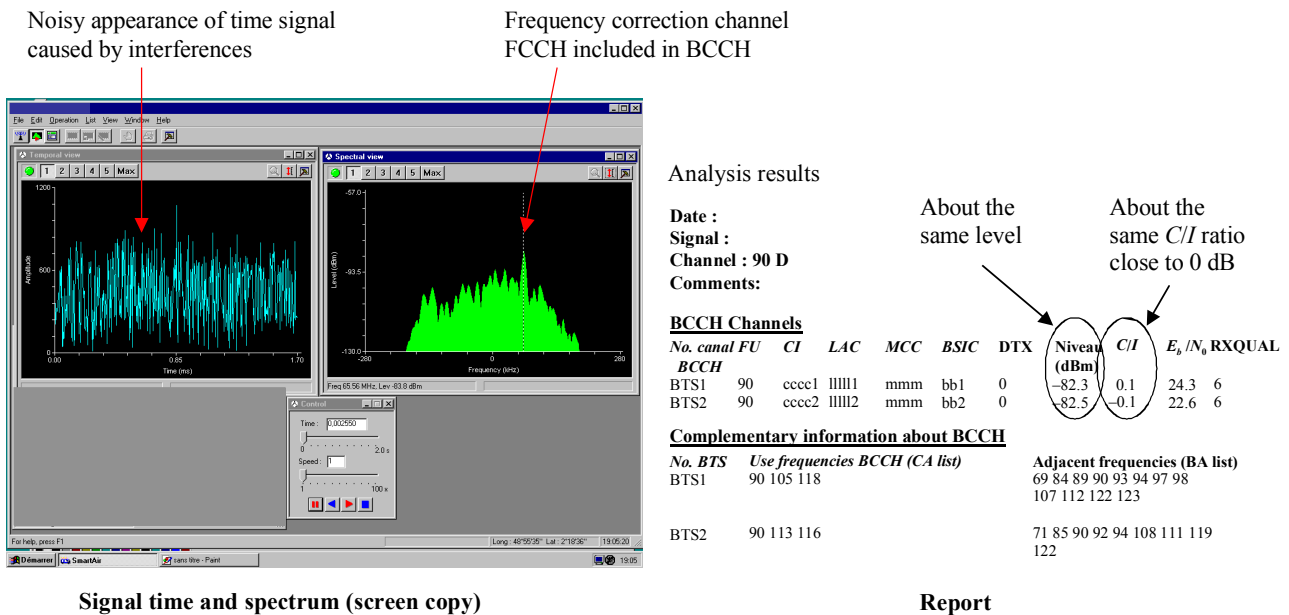 Noisy appearance of time signal
caused by interferences
Frequency correction channel
FCCH included in BCCH
File Edit Operation List View Window Help
Temporal view
1 2 3 4 5 Max
1200
600
0
Amplitude
0.00 0.85 1.70
Time (ms)
Spectral view
1 2 3 4 5 Max
-57.0
-93.5
-130.0
Level (dBm)
-280 0 280
Frequency (kHz)
Freq 65.56 MHz, Lev -83.8 dBm
Control
Time : 0,002550
0 2.0 s
Speed : 1
1 100 x
For help, press F1
Long : 48°55'35" Lat : 2°18'36" 19:05:20
Démarrer SmartAir sans titre - Paint 19:05
Signal time and spectrum (screen copy)
Analysis results
Date :
Signal :
Channel : 90 D
Comments:
About the
same level
About the
same C/I ratio
close to 0 dB
BCCH Channels
No. canal FU CI LAC MCC BSIC DTX Niveau C/I Eb /N0 RXQUAL
BCCH (dBm)
BTS1 90 cccc1 lllll1 mmm bb1 0 –82.3 0.1 24.3 6
BTS2 90 cccc2 lllll2 mmm bb2 0 –82.5 –0.1 22.6 6
Complementary information about BCCH
No. BTS Use frequencies BCCH (CA list) Adjacent frequencies (BA list)
BTS1 90 105 118 69 84 89 90 93 94 97 98
107 112 122 123
BTS2 90 113 116 71 85 90 92 94 108 111 119
122
Report